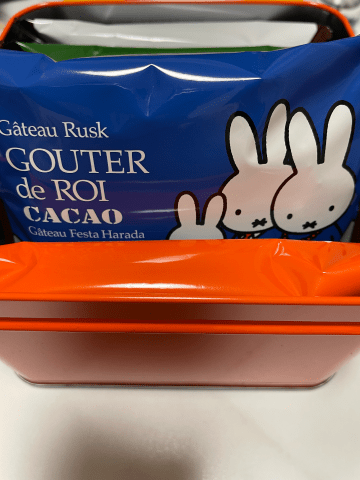 Gâteau Rusk
GOUTER
de ROI
CACAO
Gâteau Festa Harada